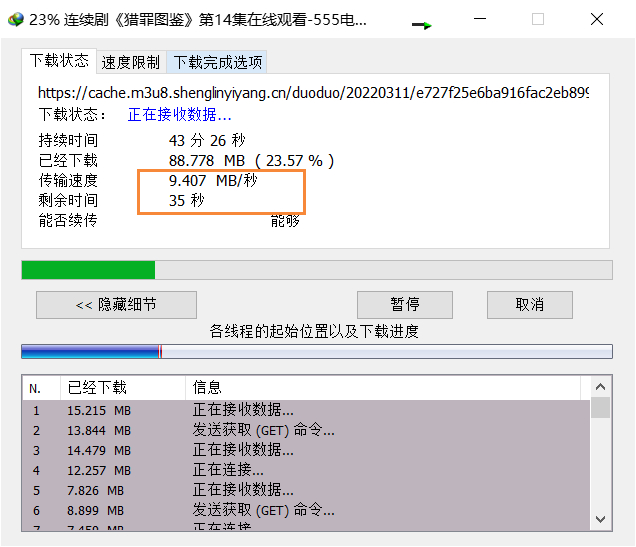 23% 连续剧《猎罪图鉴》第14集在线观看-555电...
下载状态 速度限制 下载完成选项
https://cache.m3u8.shenglinyiyang.cn/duoduo/20220311/e727f25e6ba916fac2eb899
下载状态： 正在接收数据...
持续时间 43 分 26 秒
已经下载 88.778 MB ( 23.57 % )
传输速度 9.407 MB/秒
剩余时间 35 秒
能否续传 能够
<< 隐藏细节 暂停 取消
各线程的起始位置以及下载进度
N. 已经下载 信息
1 15.215 MB 正在接收数据...
2 13.844 MB 发送获取 (GET) 命令...
3 14.479 MB 正在接收数据...
4 12.257 MB 正在连接...
5 7.826 MB 正在接收数据...
6 8.899 MB 发送获取 (GET) 命令...
7 7.459 MB 正在连接